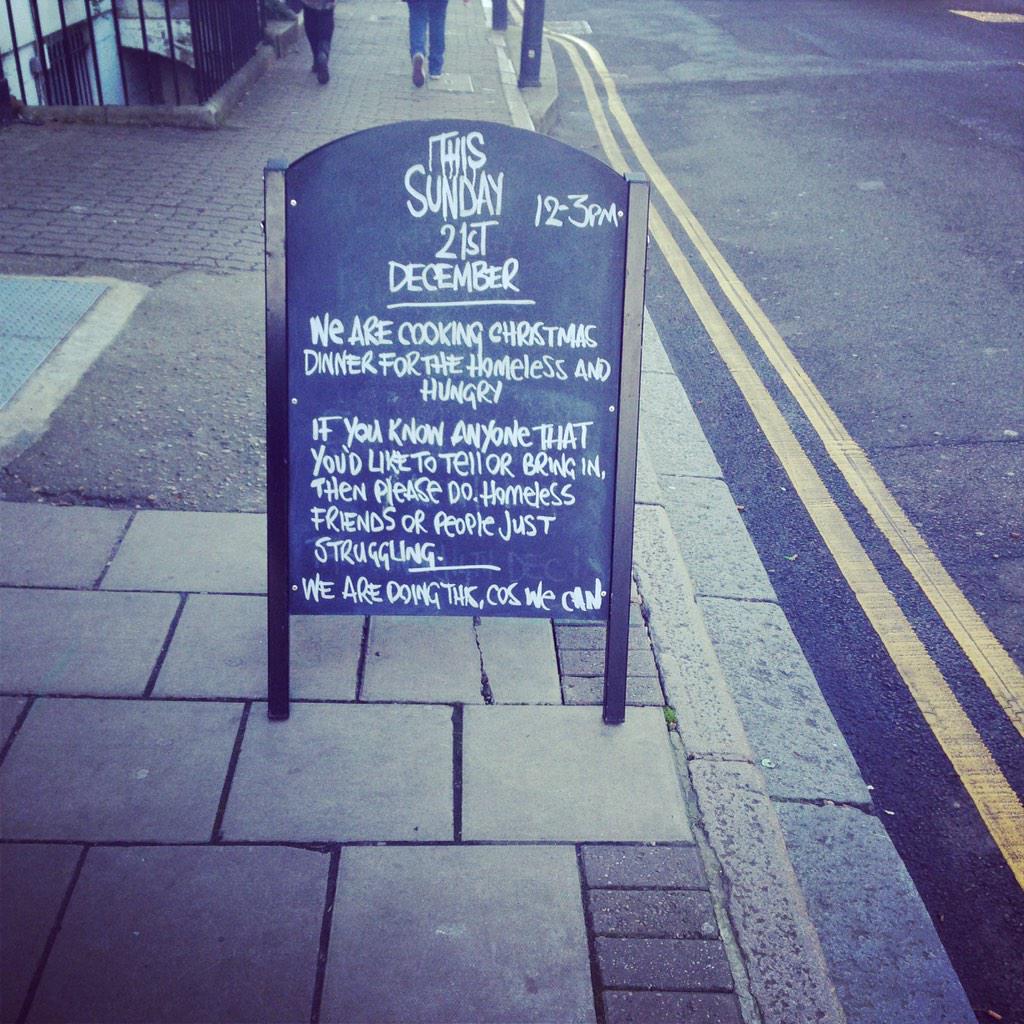 THIS
SUNDAY
12-3PM
21ST
DECEMBER
WE ARE COOKING CHRISTMAS
DINNER FOR THE HOMELESS AND
HUNGRY
IF YOU KNOW ANYONE THAT
YOU'D LIKE TO TELL OR BRING IN,
THEN PLEASE DO. HOMELESS
FRIENDS OR PEOPLE JUST
STRUGGLING.
WE ARE DOING THIS, COS WE CAN